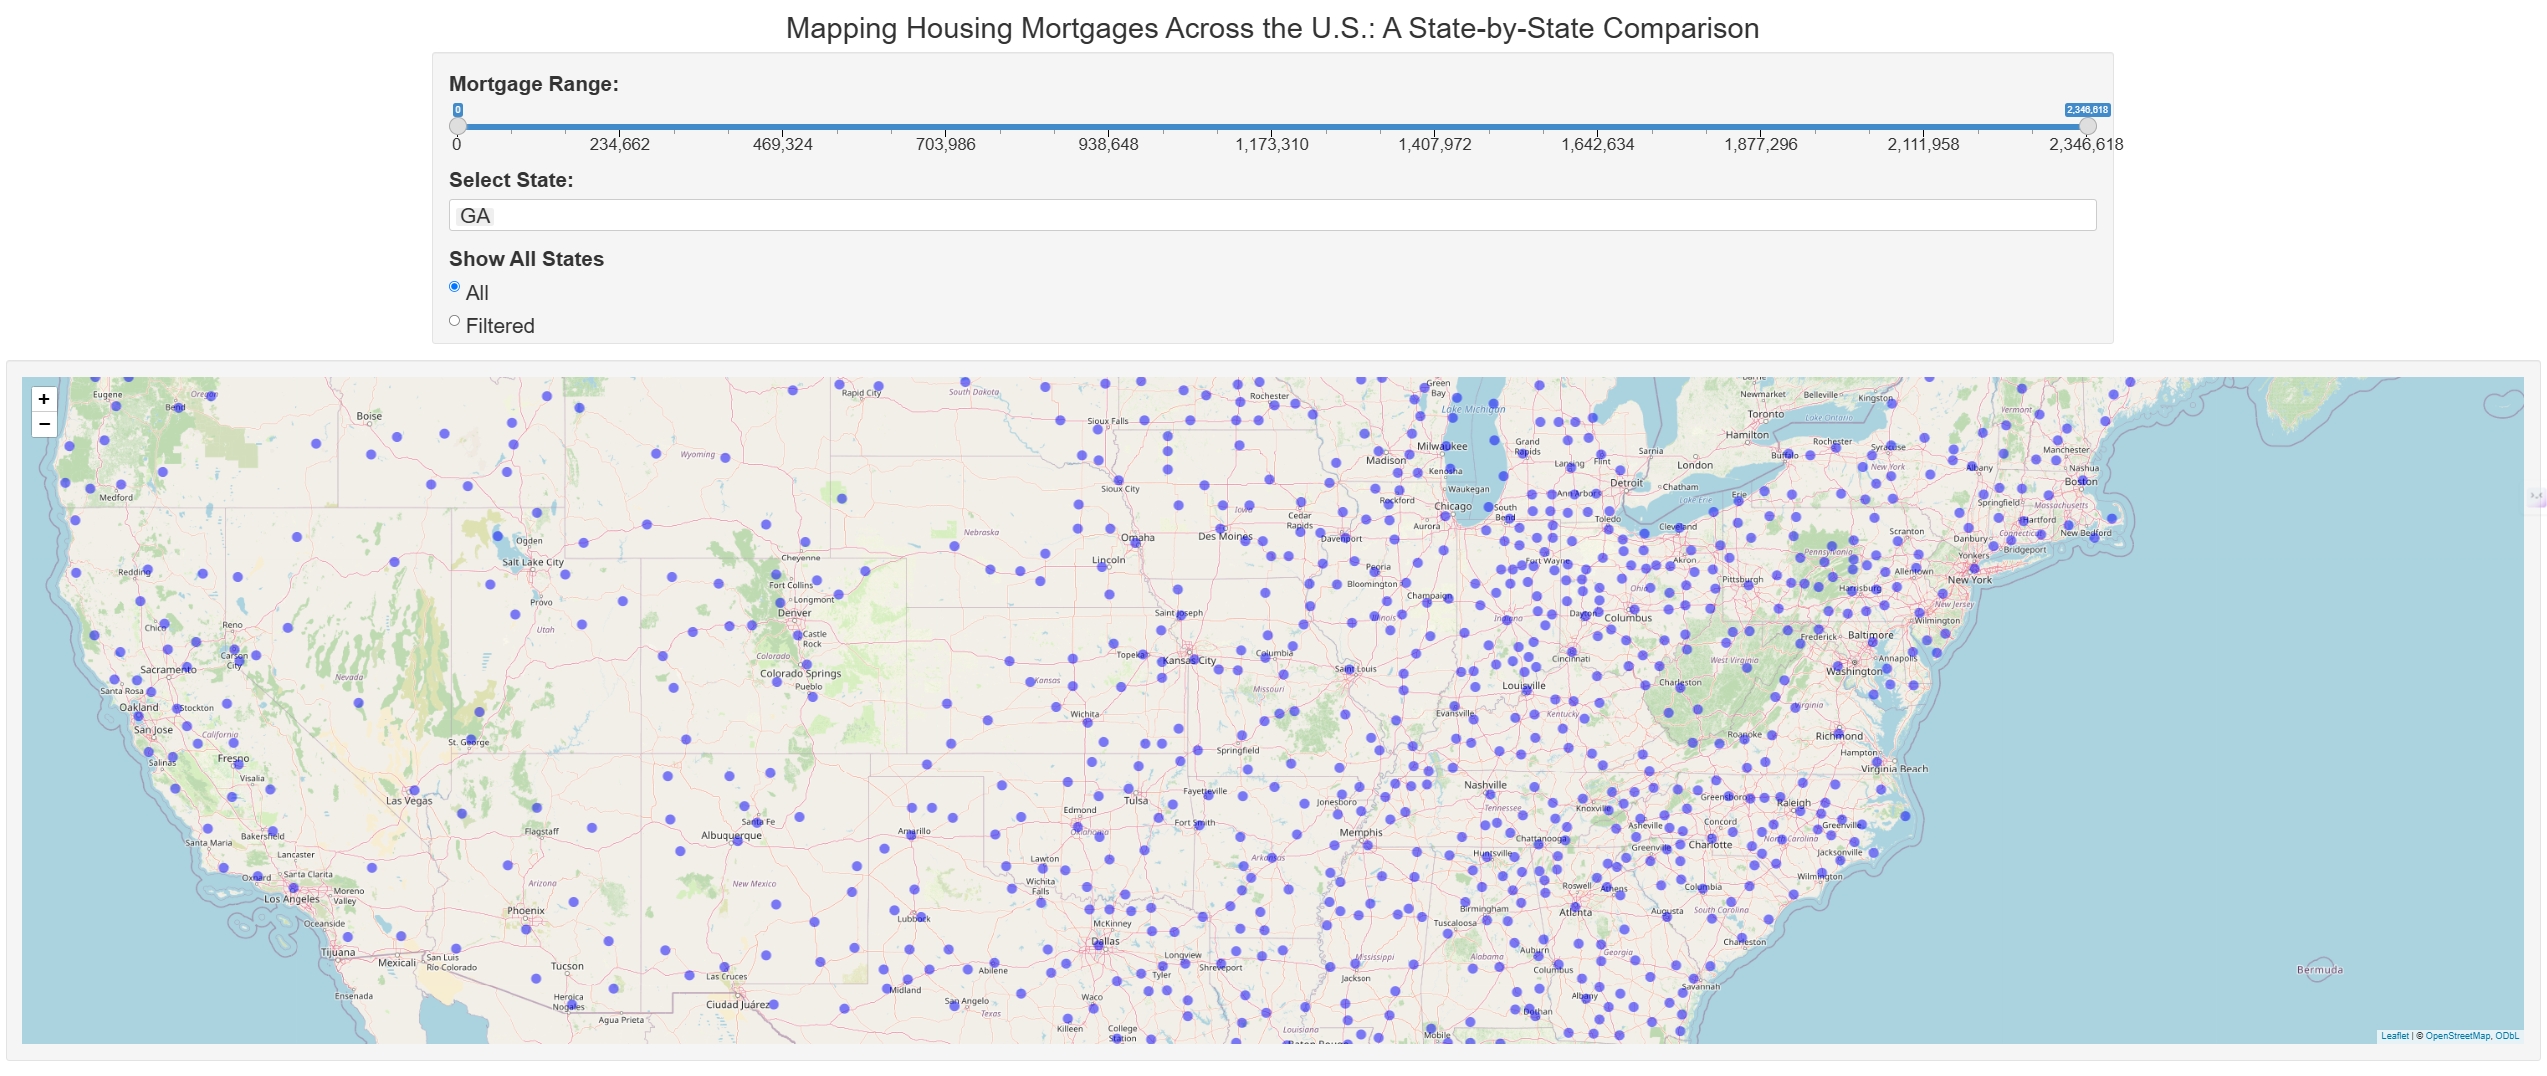 Mapping Housing Mortgages Across the U.S.: A State-by-State Comparison
Mortgage Range:
0 2,346,618
0 234,662 469,324 703,986 938,648 1,173,310 1,407,972 1,642,634 1,877,296 2,111,958 2,346,618
Select State:
GA
Show All States
All
Filtered
+
−
Eugene
Bend
Oregon
Boise
Medford
Wyoming
Rapid City
South Dakota
Sioux Falls
Rochester
Green
Bay
Lake Michigan
Milwaukee
Madison
Kenosha
Waukegan
Rockford
Chicago
Aurora
Grand
Rapids
Lansing
Flint
Sarnia
London
Detroit
Chatham
Ann Arbor
Toledo
South
Bend
Newmarket
Belleville
Kingston
Toronto
Lake Ontario
Hamilton
Buffalo
Rochester
Syracuse
New York
Vermont
Albany
Manchester
Nashua
Boston
Springfield
Massachusetts
Hartford
Connecticut
New Bedford
Danbury
Bridgeport
Yonkers
New York
Scranton
Allentown
Lake Erie
Erie
Cleveland
Akron
Pittsburgh
Pennsylvania
Harrisburg
New Jersey
Wilmington
Sioux City
Iowa
Cedar
Rapids
Des Moines
Davenport
Omaha
Lincoln
Nebraska
Ogden
Salt Lake City
Provo
Utah
Cheyenne
Fort Collins
Longmont
Denver
Castle
Rock
Colorado
Colorado Springs
Pueblo
Redding
Chico
Reno
Carson
City
Sacramento
Santa Rosa
Oakland
Stockton
San Jose
California
Salinas
Fresno
Visalia
Nevada
St. George
Las Vegas
Bakersfield
Santa Maria
Lancaster
Santa Clarita
Oxnard
Los Angeles
Moreno
Valley
Oceanside
Tijuana
Mexicali
San Luis
Río Colorado
Ensenada
Flagstaff
Arizona
Phoenix
Tucson
Heroica
Nogales
Agua Prieta
Albuquerque
Santa Fe
New Mexico
Las Cruces
Ciudad Juárez
Saint Joseph
Topeka
Kansas City
Kansas
Wichita
Columbia
Missouri
Saint Louis
Springfield
Peoria
Bloomington
Champaign
Illinois
Fort Wayne
Indiana
Dayton
Ohio
Columbus
Cincinnati
Louisville
Evansville
Kentucky
West Virginia
Charleston
Frederick
Baltimore
Annapolis
Washington
Virginia
Roanoke
Richmond
Hampton
Virginia Beach
Amarillo
Lubbock
Midland
Abilene
San Angelo
Texas
Edmond
Oklahoma
Tulsa
Fayetteville
Fort Smith
Lawton
Wichita
Falls
McKinney
Dallas
Waco
Killeen
College
Station
Tyler
Longview
Shreveport
Louisiana
Baton Rouge
Arkansas
Jonesboro
Memphis
Mississippi
Jackson
Nashville
Tennessee
Knoxville
Chattanooga
Huntsville
Birmingham
Tuscaloosa
Alabama
Auburn
Columbus
Dothan
Mobile
Roswell
Athens
Atlanta
Georgia
Albany
Augusta
Savannah
Asheville
Greenville
Concord
Charlotte
Greensboro
Raleigh
North Carolina
Greenville
Jacksonville
Wilmington
Columbia
South Carolina
Charleston
Bermuda
Leaflet | © OpenStreetMap, ODbL